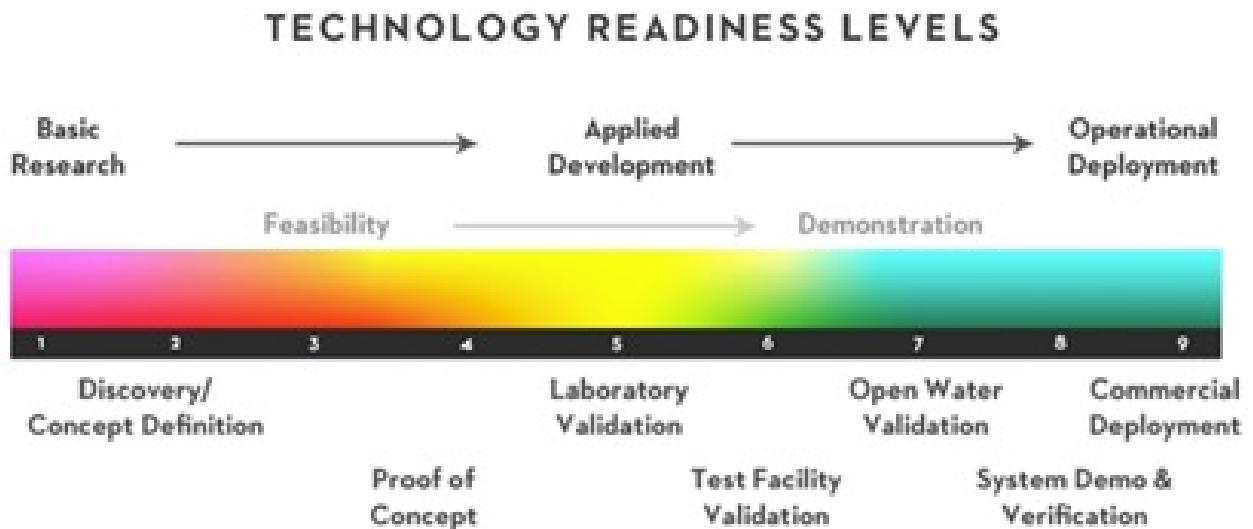 TECHNOLOGY READINESS LEVELS
Basic
Research
Applied
Development
Operational
Deployment
Feasibility
Demonstration
1 2 3 4 5 6 7 8 9
Discovery/
Concept Definition
Laboratory
Validation
Open Water
Validation
Commercial
Deployment
Proof of
Concept
Test Facility
Validation
System Demo &
Verification